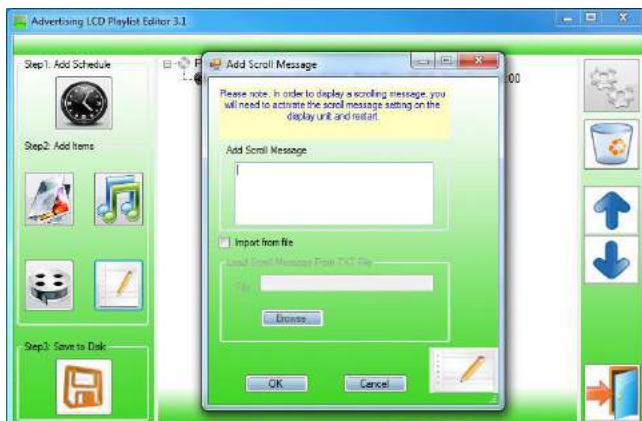 Advertising LCD Playlist Editor 3.1
Step1: Add Schedule
Step2: Add Items
Step3: Save to Disk
Add Scroll Message
Please note: In order to display a scrolling message, you
will need to activate the scroll message setting on the
display unit and restart
Add Scroll Message
Import from file
Load Scroll Message From TXT File
File
Browse
OK
Cancel
:00